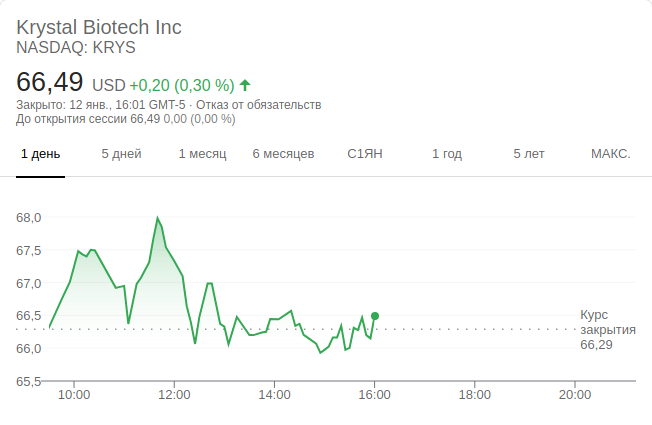 Krystal Biotech Inc
NASDAQ: KRYS
66,49 USD +0,20 (0,30 %)
Закрыто: 12 янв., 16:01 GMT-5 · Отказ от обязательств
До открытия сессии 66,49 0,00 (0,00 %)
1 день 5 дней 1 месяц 6 месяцев С1ЯН 1 год 5 лет МАКС.
68,0
67,5
67,0
66,5
66,0
65,5
Курс
закрытия
66,29
10:00 12:00 14:00 16:00 18:00 20:00